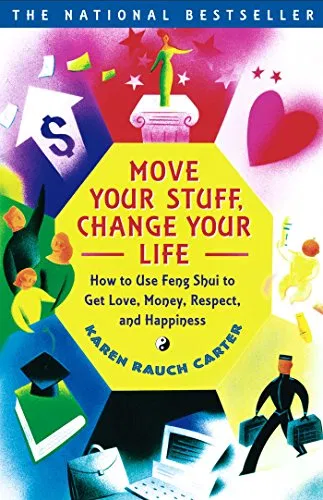 THE NATIONAL BESTSELLER
$
MOVE
YOUR STUFF,
CHANGE YOUR
LIFE
How to Use Feng Shui to
Get Love, Money, Respect,
and Happiness
KAREN RAUCH CARTER